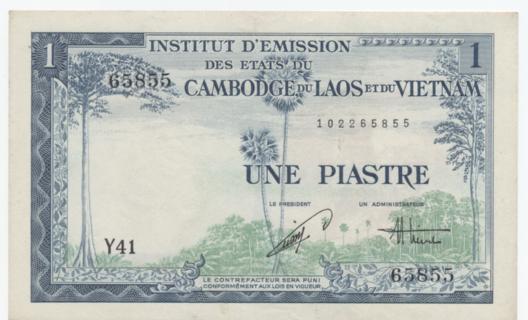 INSTITUT D'EMISSION
1
1
DES ETATS DU
65855
CAMBODGE DU LAOS ET DU VIETNAM
102265855
UNE PIASTRE
LE PRESIDENT UN ADMINISTRATEUR
Y41
65855
LE CONTREFACTEUR SERA PUNI
CONFORMÉMENT AUX LOIS EN VIGUEUR